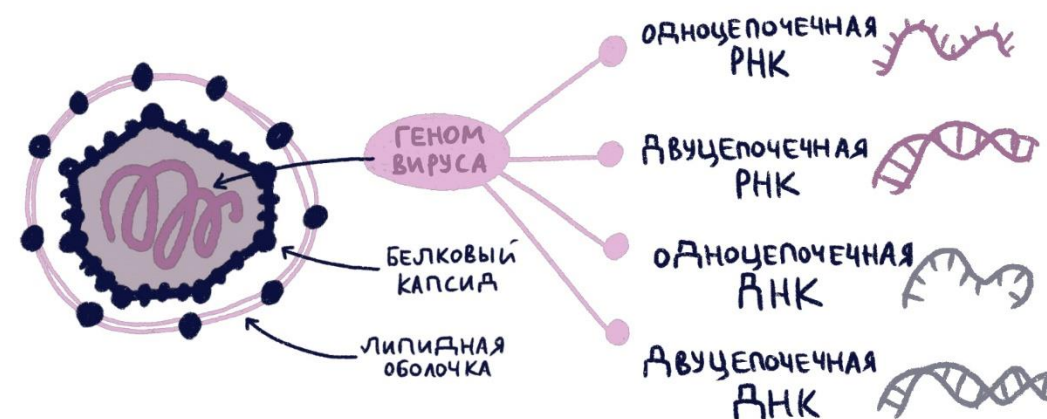 ГЕНОМ
ВИРУСА
БЕЛКОВЫЙ
КАПСИД
ЛИПИДНАЯ
ОБОЛОЧКА
ОДНОЦЕПОЧЕЧНАЯ
РНК
ДВУЦЕПОЧЕЧНАЯ
РНК
ОДНОЦЕПОЧЕЧНАЯ
ДНК
ДВУЦЕПОЧЕЧНАЯ
ДНК